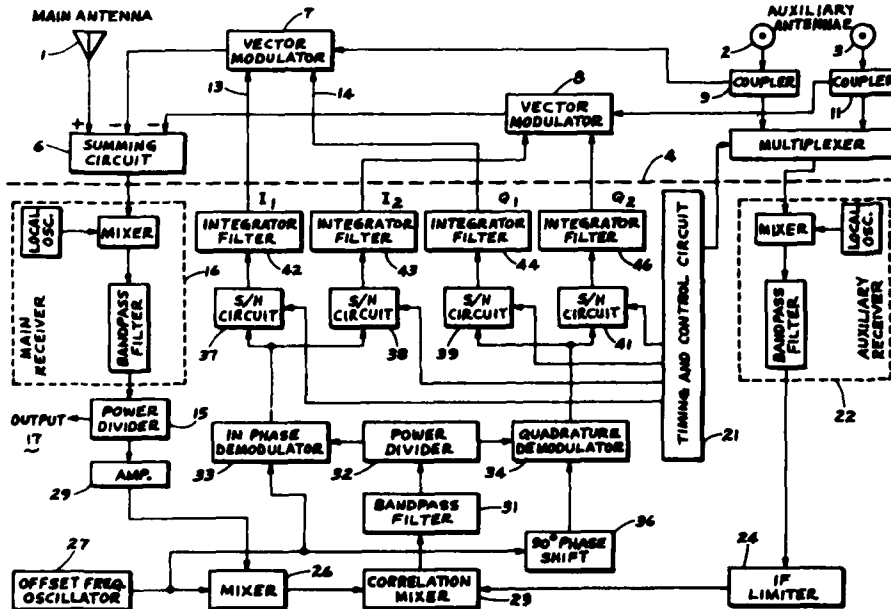 MAIN ANTENNA
1
7
VECTOR
MODULATOR
AUXILIARY
ANTENNAE
2
3
13
14
8
COUPLER
9
COUPLER
11
+
-
-
VECTOR
MODULATOR
6
SUMMING
CIRCUIT
MULTIPLEXER
4
I1
I2
Q1
Q2
LOCAL
OSC.
MIXER
INTEGRATOR
FILTER
INTEGRATOR
FILTER
INTEGRATOR
FILTER
INTEGRATOR
FILTER
MIXER
LOCAL
OSC.
16
42
43
44
46
MAIN
RECEIVER
BANDPASS
FILTER
S/H
CIRCUIT
S/H
CIRCUIT
S/H
CIRCUIT
S/H
CIRCUIT
TIMING AND CONTROL CIRCUIT
BANDPASS
FILTER
AUXILIARY
RECEIVER
37
38
39
41
22
OUTPUT
17
POWER
DIVIDER
15
IN PHASE
DEMODULATOR
POWER
DIVIDER
QUADRATURE
DEMODULATOR
21
33
32
34
AMP.
29
BANDPASS
FILTER
31
90° PHASE
SHIFT
36
27
24
OFFSET FREQ.
OSCILLATOR
MIXER
26
CORRELATION
MIXER
23
IF
LIMITER